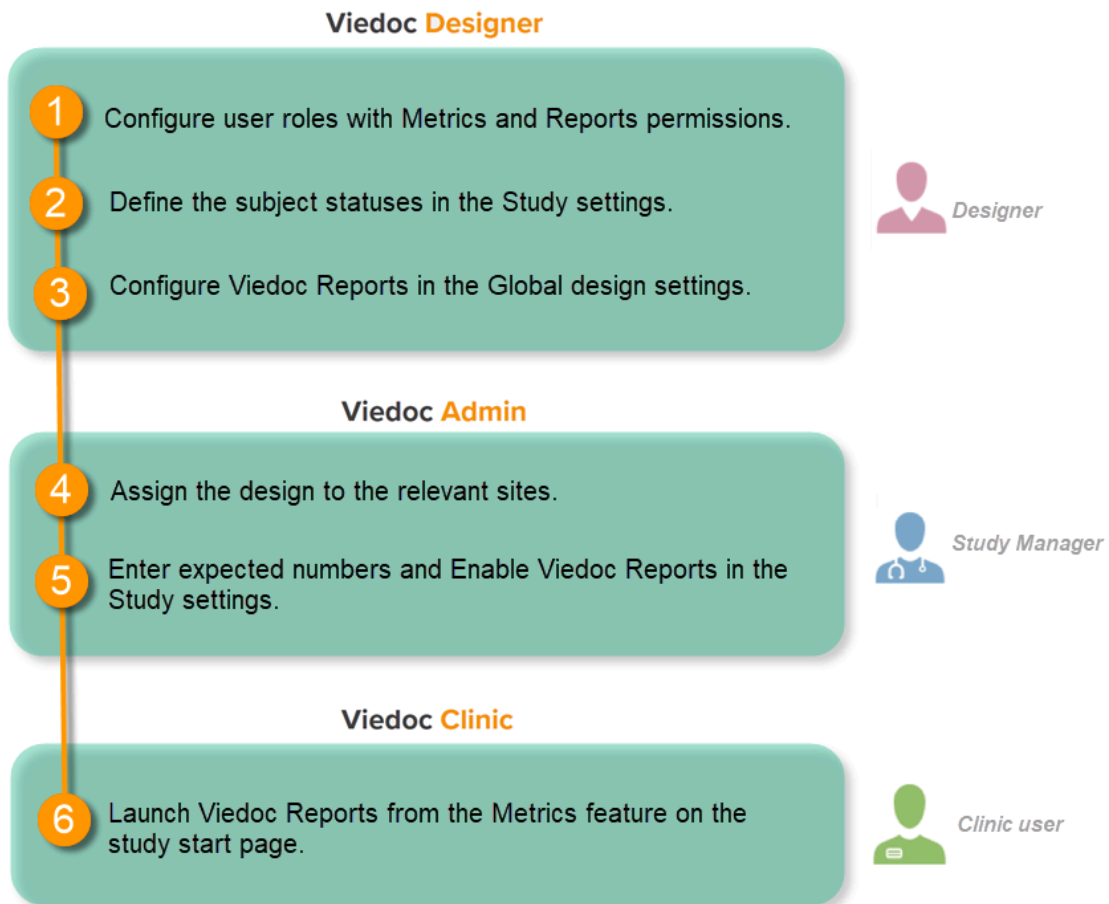 Viedoc Designer
1
Configure user roles with Metrics and Reports permissions.
2
Define the subject statuses in the Study settings.
3
Configure Viedoc Reports in the Global design settings.
Designer
Viedoc Admin
4
Assign the design to the relevant sites.
5
Enter expected numbers and Enable Viedoc Reports in the
Study settings.
Study Manager
Viedoc Clinic
6
Launch Viedoc Reports from the Metrics feature on the
study start page.
Clinic user